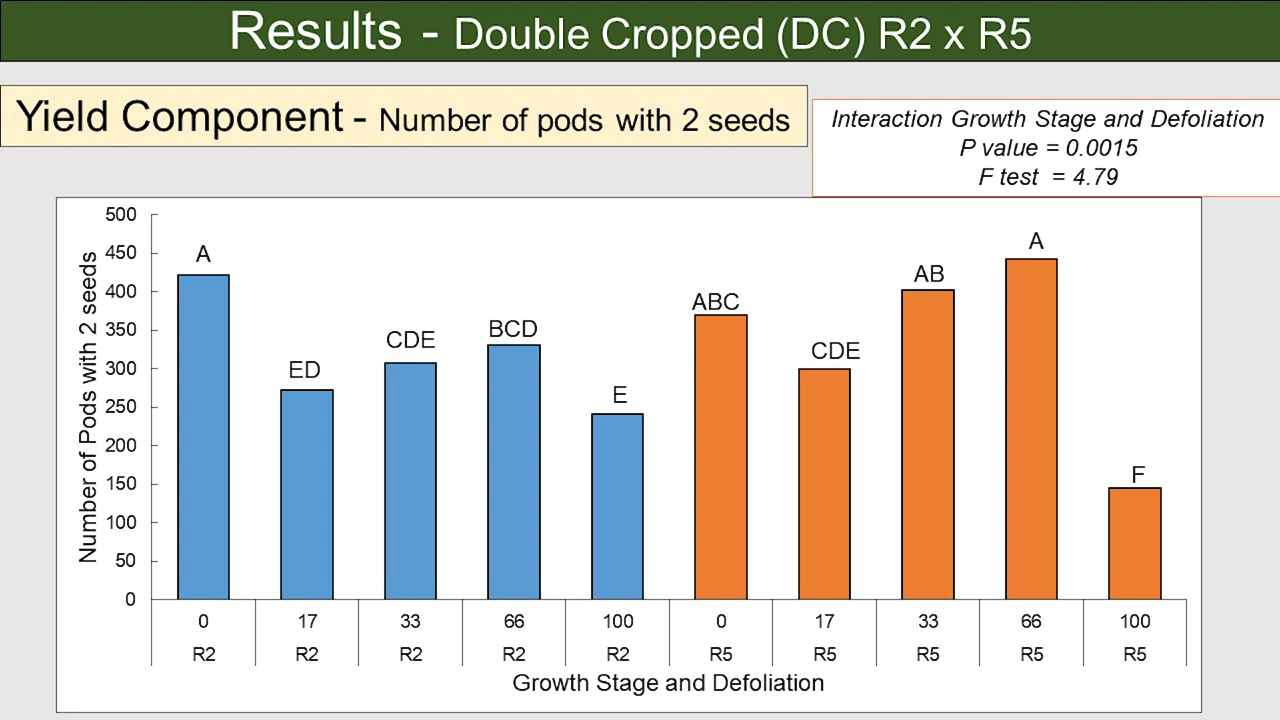 Results - Double Cropped (DC) R2 x R5
Yield Component - Number of pods with 2 seeds
Interaction Growth Stage and Defoliation
P value = 0.0015
F test = 4.79
Number of Pods with 2 seeds
500
450
400
350
300
250
200
150
100
50
0
A
ED
CDE
BCD
E
ABC
CDE
AB
A
F
0 17 33 66 100 0 17 33 66 100
R2 R2 R2 R2 R2 R5 R5 R5 R5 R5
Growth Stage and Defoliation